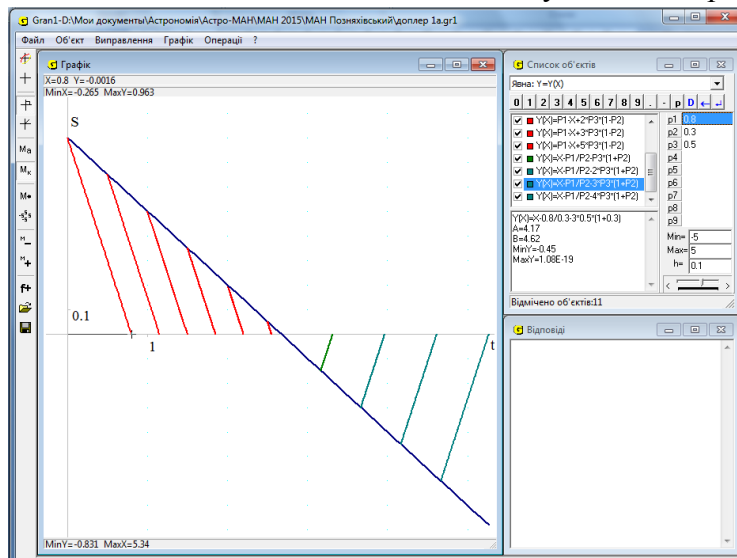 Gran1-D:\Мои документы\Астрономія\Астро-МАН\МАН 2015\МАН Позняхівський\доплер 1a.gr1
Файл Об'єкт Виправлення Графік Операції ?
Графік
X=0.8 Y=-0.0016
MinX=-0.265 MaxY=0.963
S
0.1
1
t
MinY=-0.831 MaxX=5.34
Список об'єктів
Явна: Y=Y(X)
0 1 2 3 4 5 6 7 8 9 . - p D ← ↵
Y(X)=P1-X+2*P3*(1-P2)
Y(X)=P1-X+3*P3*(1-P2)
Y(X)=P1-X+5*P3*(1-P2)
Y(X)=X-P1/P2-P3*(1+P2)
Y(X)=X-P1/P2-2*P3*(1+P2)
Y(X)=X-P1/P2-3*P3*(1+P2)
Y(X)=X-P1/P2-4*P3*(1+P2)
p1 0.8
p2 0.3
p3 0.5
p4
p5
p6
p7
p8
p9
Y(X)=X-0.8/0.3-3*0.5*(1+0.3)
A=4.17
B=4.62
MinY=-0.45
MaxY=1.08E-19
Min= -5
Max= 5
h= 0.1
Відмічено об'єктів:11
Відповіді